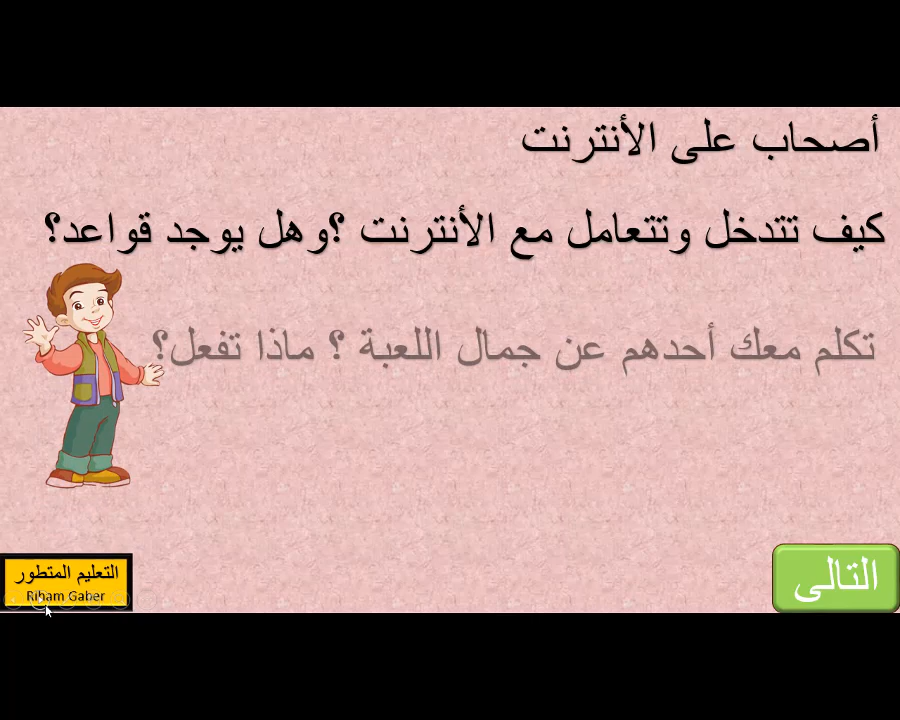 أصحاب على الأنترنت
كيف تتدخل وتتعامل مع الأنترنت ؟وهل يوجد قواعد؟
تكلم معك أحدهم عن جمال اللعبة ؟ ماذا تفعل؟
التعليم المتطور
Riham Gaber
التالى